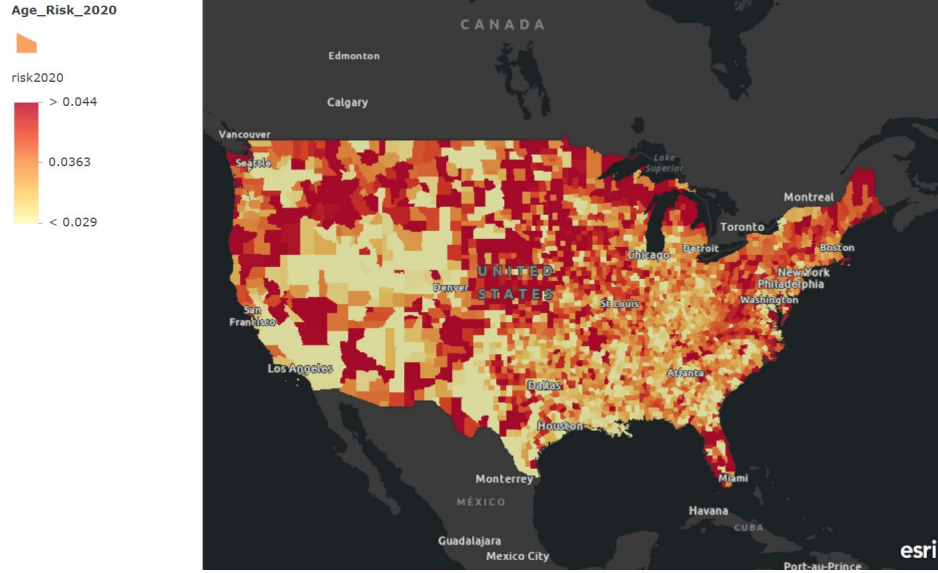 Age_Risk_2020
risk2020
> 0.044
0.0363
< 0.029
CANADA
Edmonton
Calgary
Vancouver
Seattle
Lake
Superior
Montreal
Toronto
Boston
Detroit
Chicago
New York
Philadelphia
UNITED
STATES
Denver
St Louis
Washington
San
Francisco
Los Angeles
Atlanta
Dallas
Houston
Monterrey
Miami
MÉXICO
Havana
CUBA
Guadalajara
Mexico City
esri
Port-au-Prince